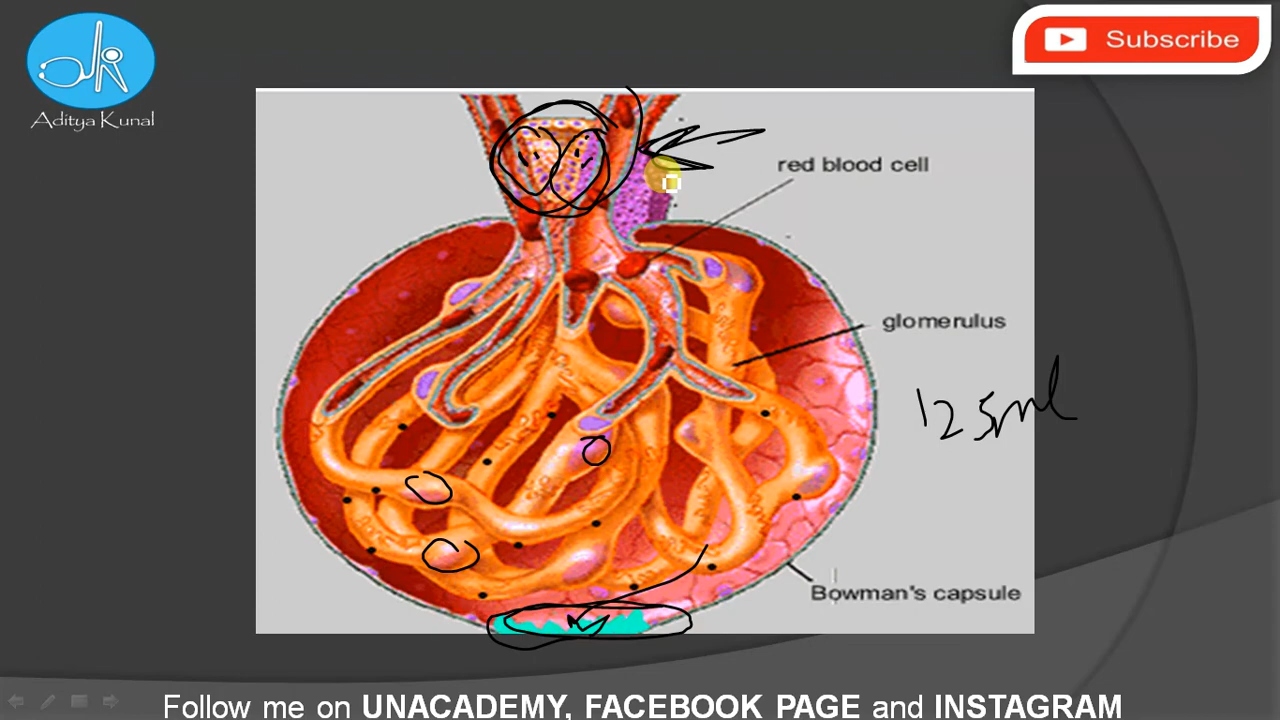 Subscribe
Aditya Kunal
red blood cell
glomerulus
125ml
Bowman's capsule
Follow me on UNACADEMY, FACEBOOK PAGE and INSTAGRAM